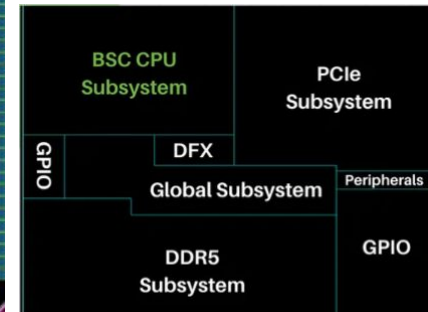 BSC CPU
Subsystem
PCIe
Subsystem
GPIO
DFX
Global Subsystem
Peripherals
GPIO
DDR5
Subsystem